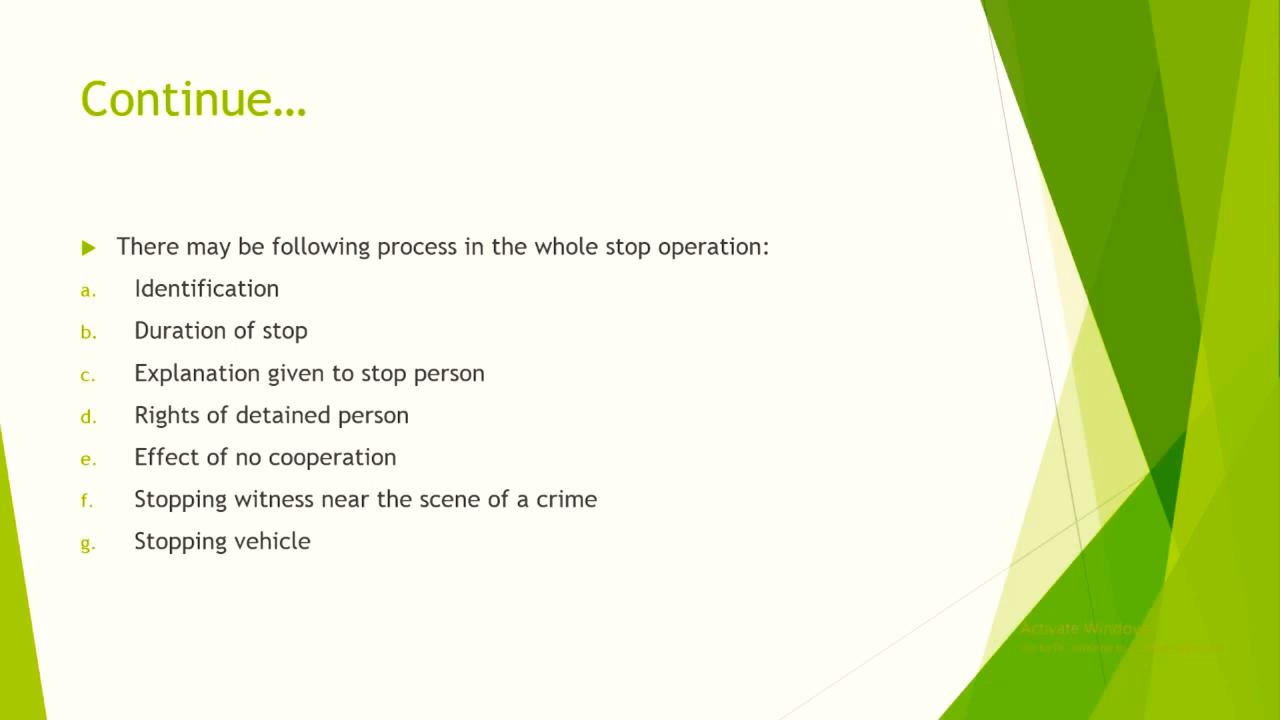 Continue…
▶ There may be following process in the whole stop operation:
a. Identification
b. Duration of stop
c. Explanation given to stop person
d. Rights of detained person
e. Effect of no cooperation
f. Stopping witness near the scene of a crime
g. Stopping vehicle
Activate Windows